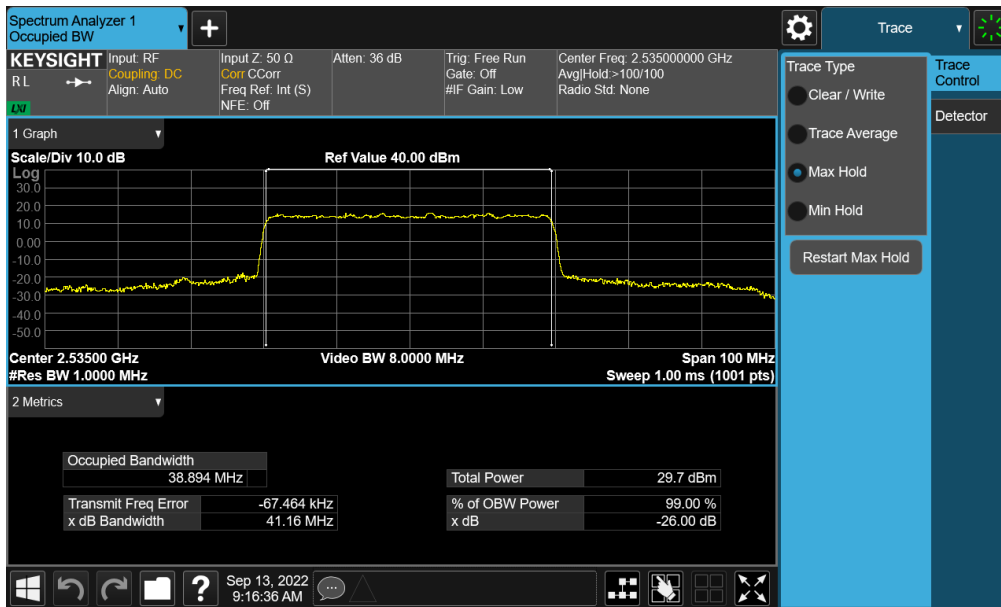 Spectrum Analyzer 1
Occupied BW
+
Trace
KEYSIGHT
R L
LXI
Input: RF
Coupling: DC
Align: Auto
Input Z: 50 Ω
Corr CCorr
Freq Ref: Int (S)
NFE: Off
Atten: 36 dB
Trig: Free Run
Gate: Off
#IF Gain: Low
Center Freq: 2.535000000 GHz
Avg|Hold:>100/100
Radio Std: None
Trace Type
Clear / Write
Trace Average
Max Hold
Min Hold
Restart Max Hold
Trace
Control
Detector
1 Graph
Scale/Div 10.0 dB
Ref Value 40.00 dBm
Log
30.0
20.0
10.0
0.00
-10.0
-20.0
-30.0
-40.0
-50.0
Center 2.53500 GHz
Video BW 8.0000 MHz
Span 100 MHz
#Res BW 1.0000 MHz
Sweep 1.00 ms (1001 pts)
2 Metrics
Occupied Bandwidth
38.894 MHz
Total Power 29.7 dBm
Transmit Freq Error -67.464 kHz
% of OBW Power 99.00 %
x dB Bandwidth 41.16 MHz
x dB -26.00 dB
?
Sep 13, 2022
9:16:36 AM